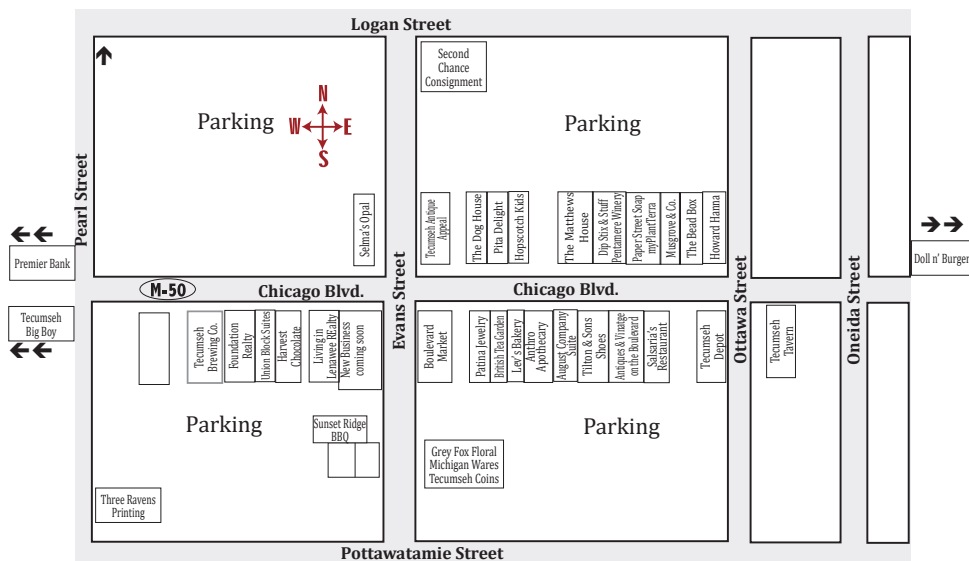 Logan Street
Second
Chance
Consignment
Parking
N
W
E
S
Parking
Pearl Street
Selma's Opal
Evans Street
Tecumseh Antique
Appeal
The Dog House
Pita Delight
Hopscotch Kids
The Matthews
House
Dip Stix & Stuff
Pentamere Winery
Paper Street Soap
myPlantTerra
Musgrove & Co.
The Bead Box
Howard Hanna
Ottawa Street
Oneida Street
Premier Bank
Doll n' Burger
M-50
Chicago Blvd.
Chicago Blvd.
Tecumseh
Big Boy
Tecumseh
Brewing Co.
Foundation
Realty
Union Block Suites
Harvest
Chocolate
Living in
Lenawee REalty
New Business
coming soon
Boulevard
Market
Patina Jewelry
British Tea Garden
Lev's Bakery
Anthro
Apothecary
August Company
Suite
Tilton & Sons
Shoes
Antiques & Vinatge
on the Boulevard
Salsaria's
Restaurant
Tecumseh
Depot
Tecumseh
Tavern
Parking
Sunset Ridge
BBQ
Parking
Grey Fox Floral
Michigan Wares
Tecumseh Coins
Three Ravens
Printing
Pottawatamie Street